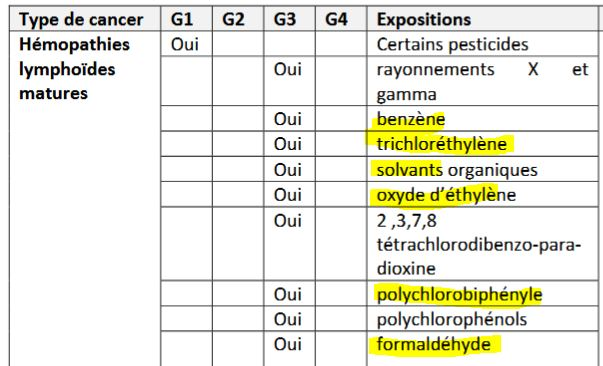 Type de cancer G1 G2 G3 G4 Expositions
Hémopathies Oui Certains pesticides
lymphoïdes Oui rayonnements X et
matures gamma
Oui benzène
Oui trichloréthylène
Oui solvants organiques
Oui oxyde d'éthylène
Oui 2 ,3,7,8
tétrachlorodibenzo-para-
dioxine
Oui polychlorobiphényle
Oui polychlorophénols
Oui formaldéhyde